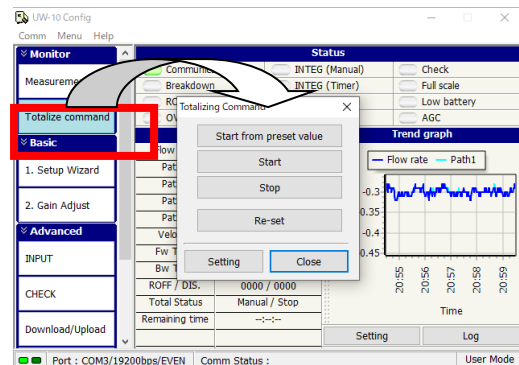 UW-10 Config
Comm Menu Help
Monitor
Measureme
Totalize command
Basic
1. Setup Wizard
2. Gain Adjust
Advanced
INPUT
CHECK
Download/Upload
Status
Communic
INTEG (Manual)
Check
Breakdown
INTEG (Timer)
Full scale
Low battery
AGC
Totalizing Command
Start from preset value
Start
Stop
Re-set
Setting
Close
Flow
Pat
Pat
Pat
Pat
Velo
Fw T
Bw T
ROFF / DIS. 0000 / 0000
Total Status Manual / Stop
Remaining time --:--:--
Trend graph
Flow rate Path1
-0.3
0.35
-0.4
0.45
20:55
20:56
20:57
20:58
20:59
Time
Setting
Log
Port : COM3/19200bps/EVEN Comm Status :
User Mode